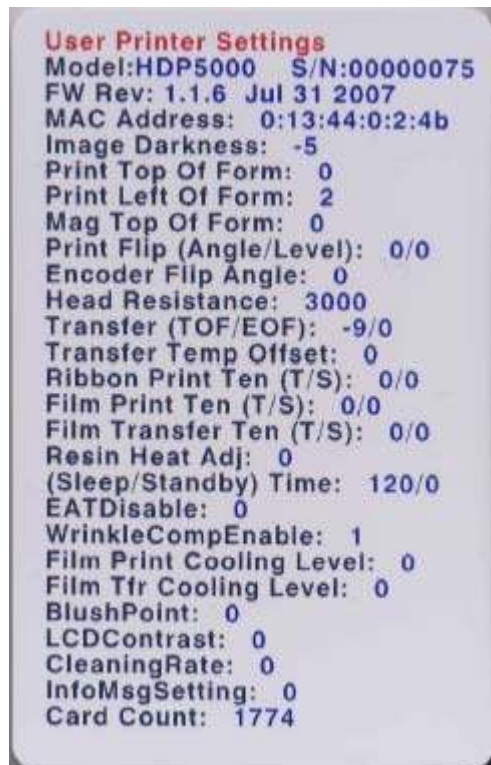 User Printer Settings
Model:HDP5000 S/N:00000075
FW Rev: 1.1.6 Jul 31 2007
MAC Address: 0:13:44:0:2:4b
Image Darkness: -5
Print Top Of Form: 0
Print Left Of Form: 2
Mag Top Of Form: 0
Print Flip (Angle/Level): 0/0
Encoder Flip Angle: 0
Head Resistance: 3000
Transfer (TOF/EOF): -9/0
Transfer Temp Offset: 0
Ribbon Print Ten (T/S): 0/0
Film Print Ten (T/S): 0/0
Film Transfer Ten (T/S): 0/0
Resin Heat Adj: 0
(Sleep/Standby) Time: 120/0
EATDisable: 0
WrinkleCompEnable: 1
Film Print Cooling Level: 0
Film Tfr Cooling Level: 0
BlushPoint: 0
LCDContrast: 0
CleaningRate: 0
InfoMsgSetting: 0
Card Count: 1774